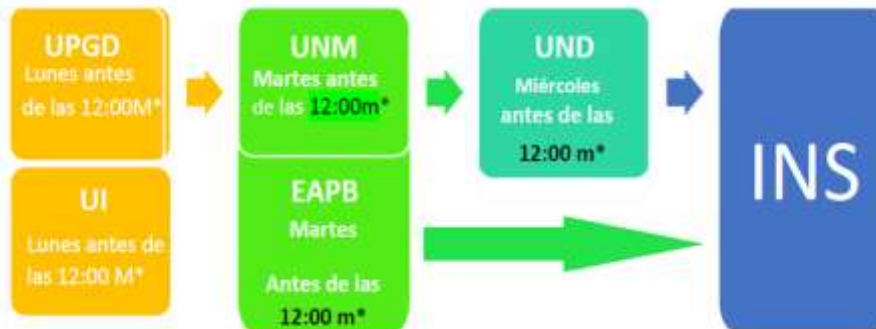 UPGD
Lunes antes
de las 12:00M*
UI
Lunes antes de
las 12:00 M*
UNM
Martes antes
de las 12:00m*
EAPB
Martes
Antes de las
12:00 m*
UND
Miércoles
antes de las
12:00 m*
INS